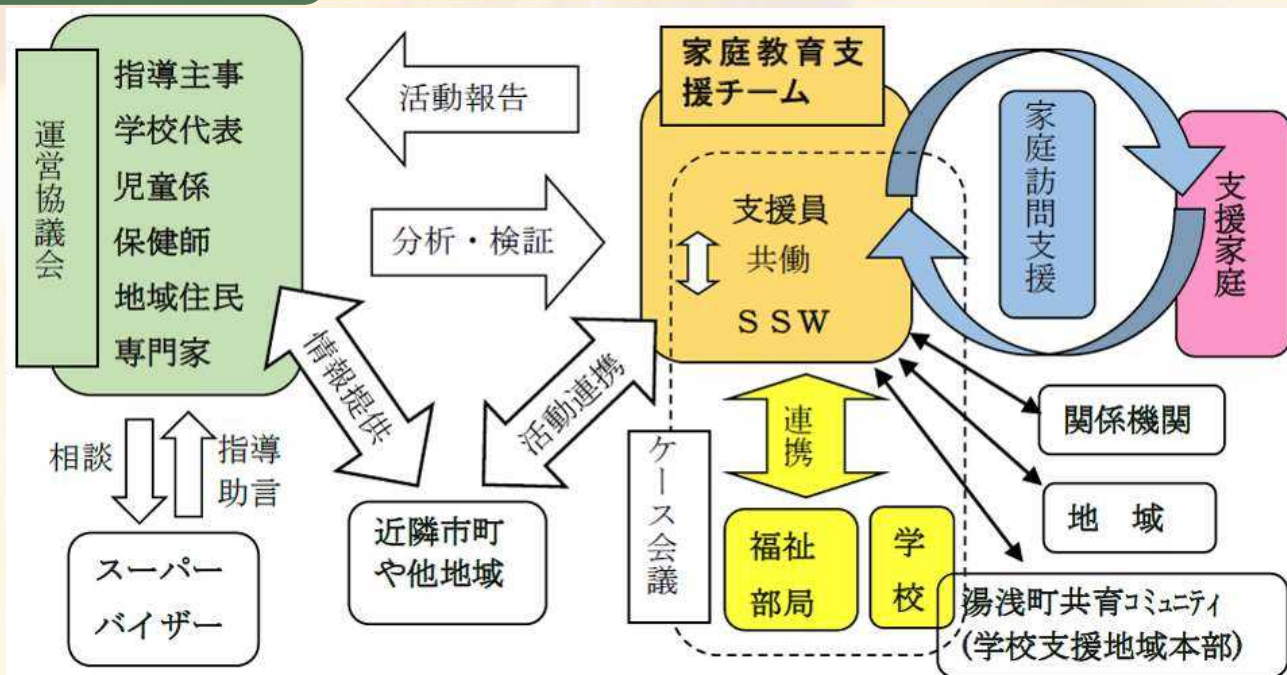 運営協議会
指導主事
学校代表
児童係
保健師
地域住民
専門家
活動報告
分析・検証
家庭教育支
援チーム
支援員
共働
ＳＳＷ
家庭訪問支援
支援家庭
情報提供
活動連携
連携
相談
指導
助言
スーパー
バイザー
近隣市町
や他地域
ケース会議
福祉
部局
学校
関係機関
地　域
湯浅町共育コミュニティ
(学校支援地域本部)